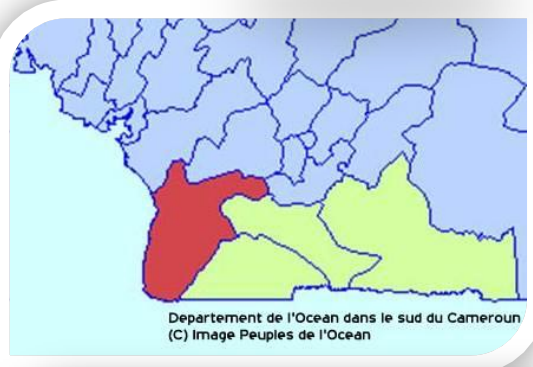 Departement de l'Ocean dans le sud du Cameroun
(C) Image Peuples de l'Ocean